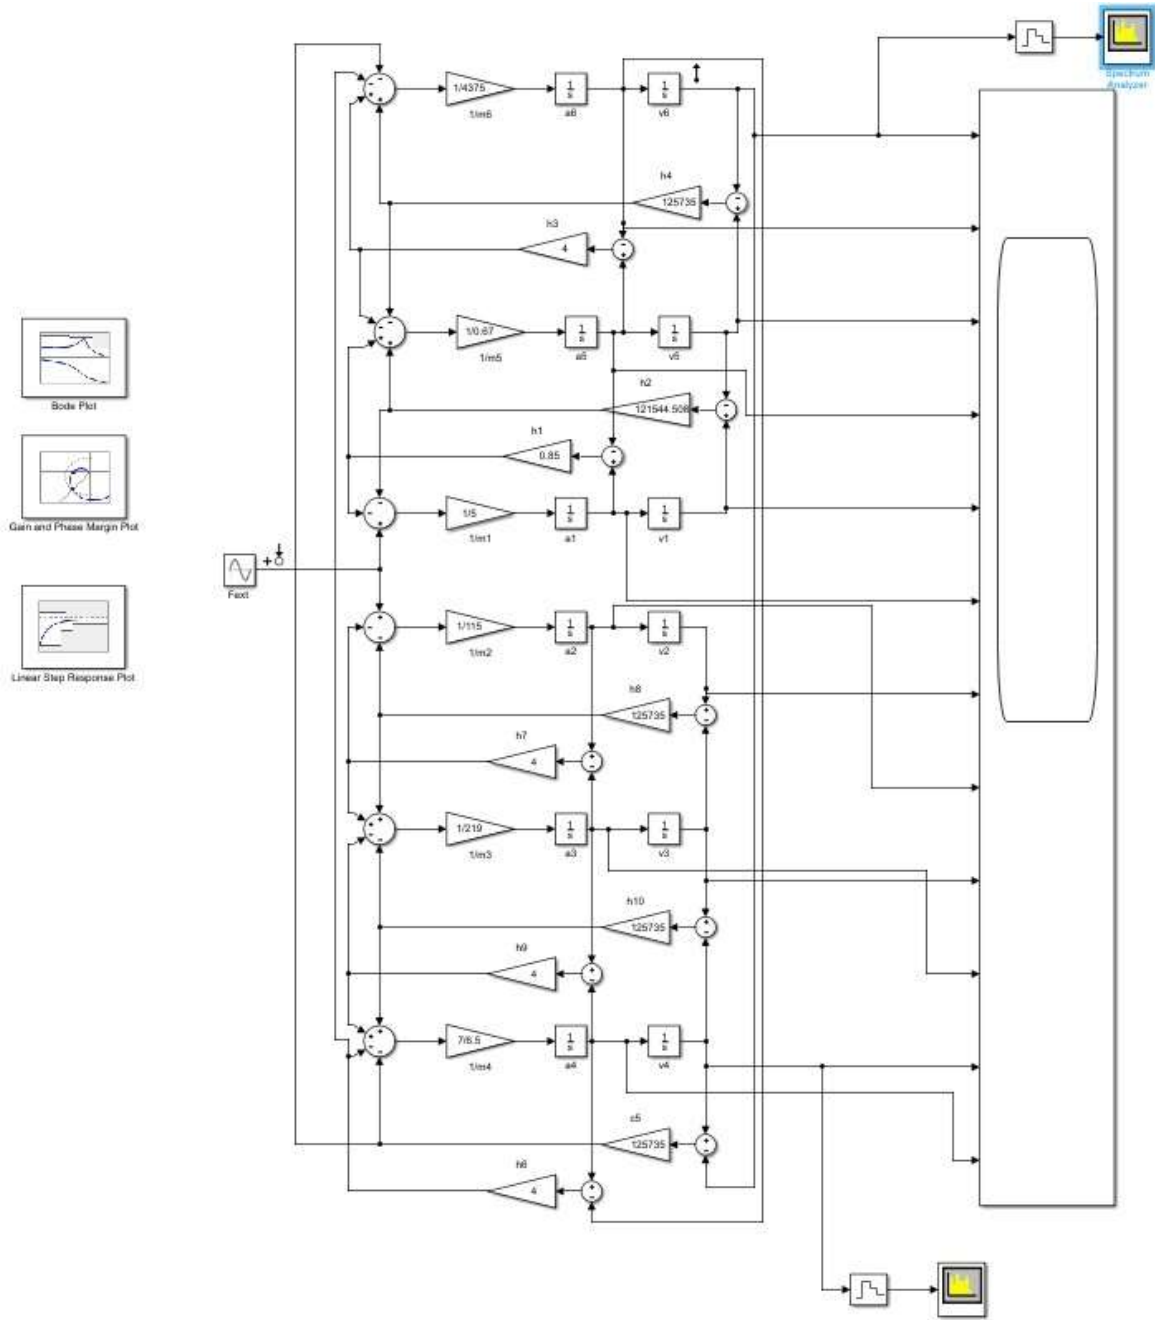 Spectrum
Analyzer
1/4375
1/m6
1
s
a6
1
s
v6
h4
125735
h3
4
1/0.67
1/m5
1
s
a5
1
s
v5
Bode Plot
h2
121544.508
h1
0.85
1/5
1/m1
1
s
a1
1
s
v1
Gain and Phase Margin Plot
Fext
1/115
1/m2
1
s
a2
1
s
v2
Linear Step Response Plot
h8
125735
h7
4
1/219
1/m3
1
s
a3
1
s
v3
h10
125735
h9
4
7/6.5
1/m4
1
s
a4
1
s
v4
c5
125735
h6
4